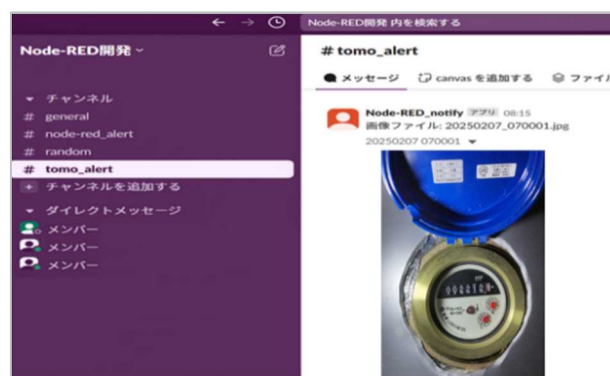 Node-RED開発 内を検索する
Node-RED開発
チャンネル
# general
# node-red_alert
# random
# tomo_alert
+ チャンネルを追加する
ダイレクトメッセージ
メンバー
メンバー
メンバー
# tomo_alert
メッセージ
canvas を追加する
ファイル
Node-RED_notify アプリ 08:15
画像ファイル: 20250207_070001.jpg
20250207 070001